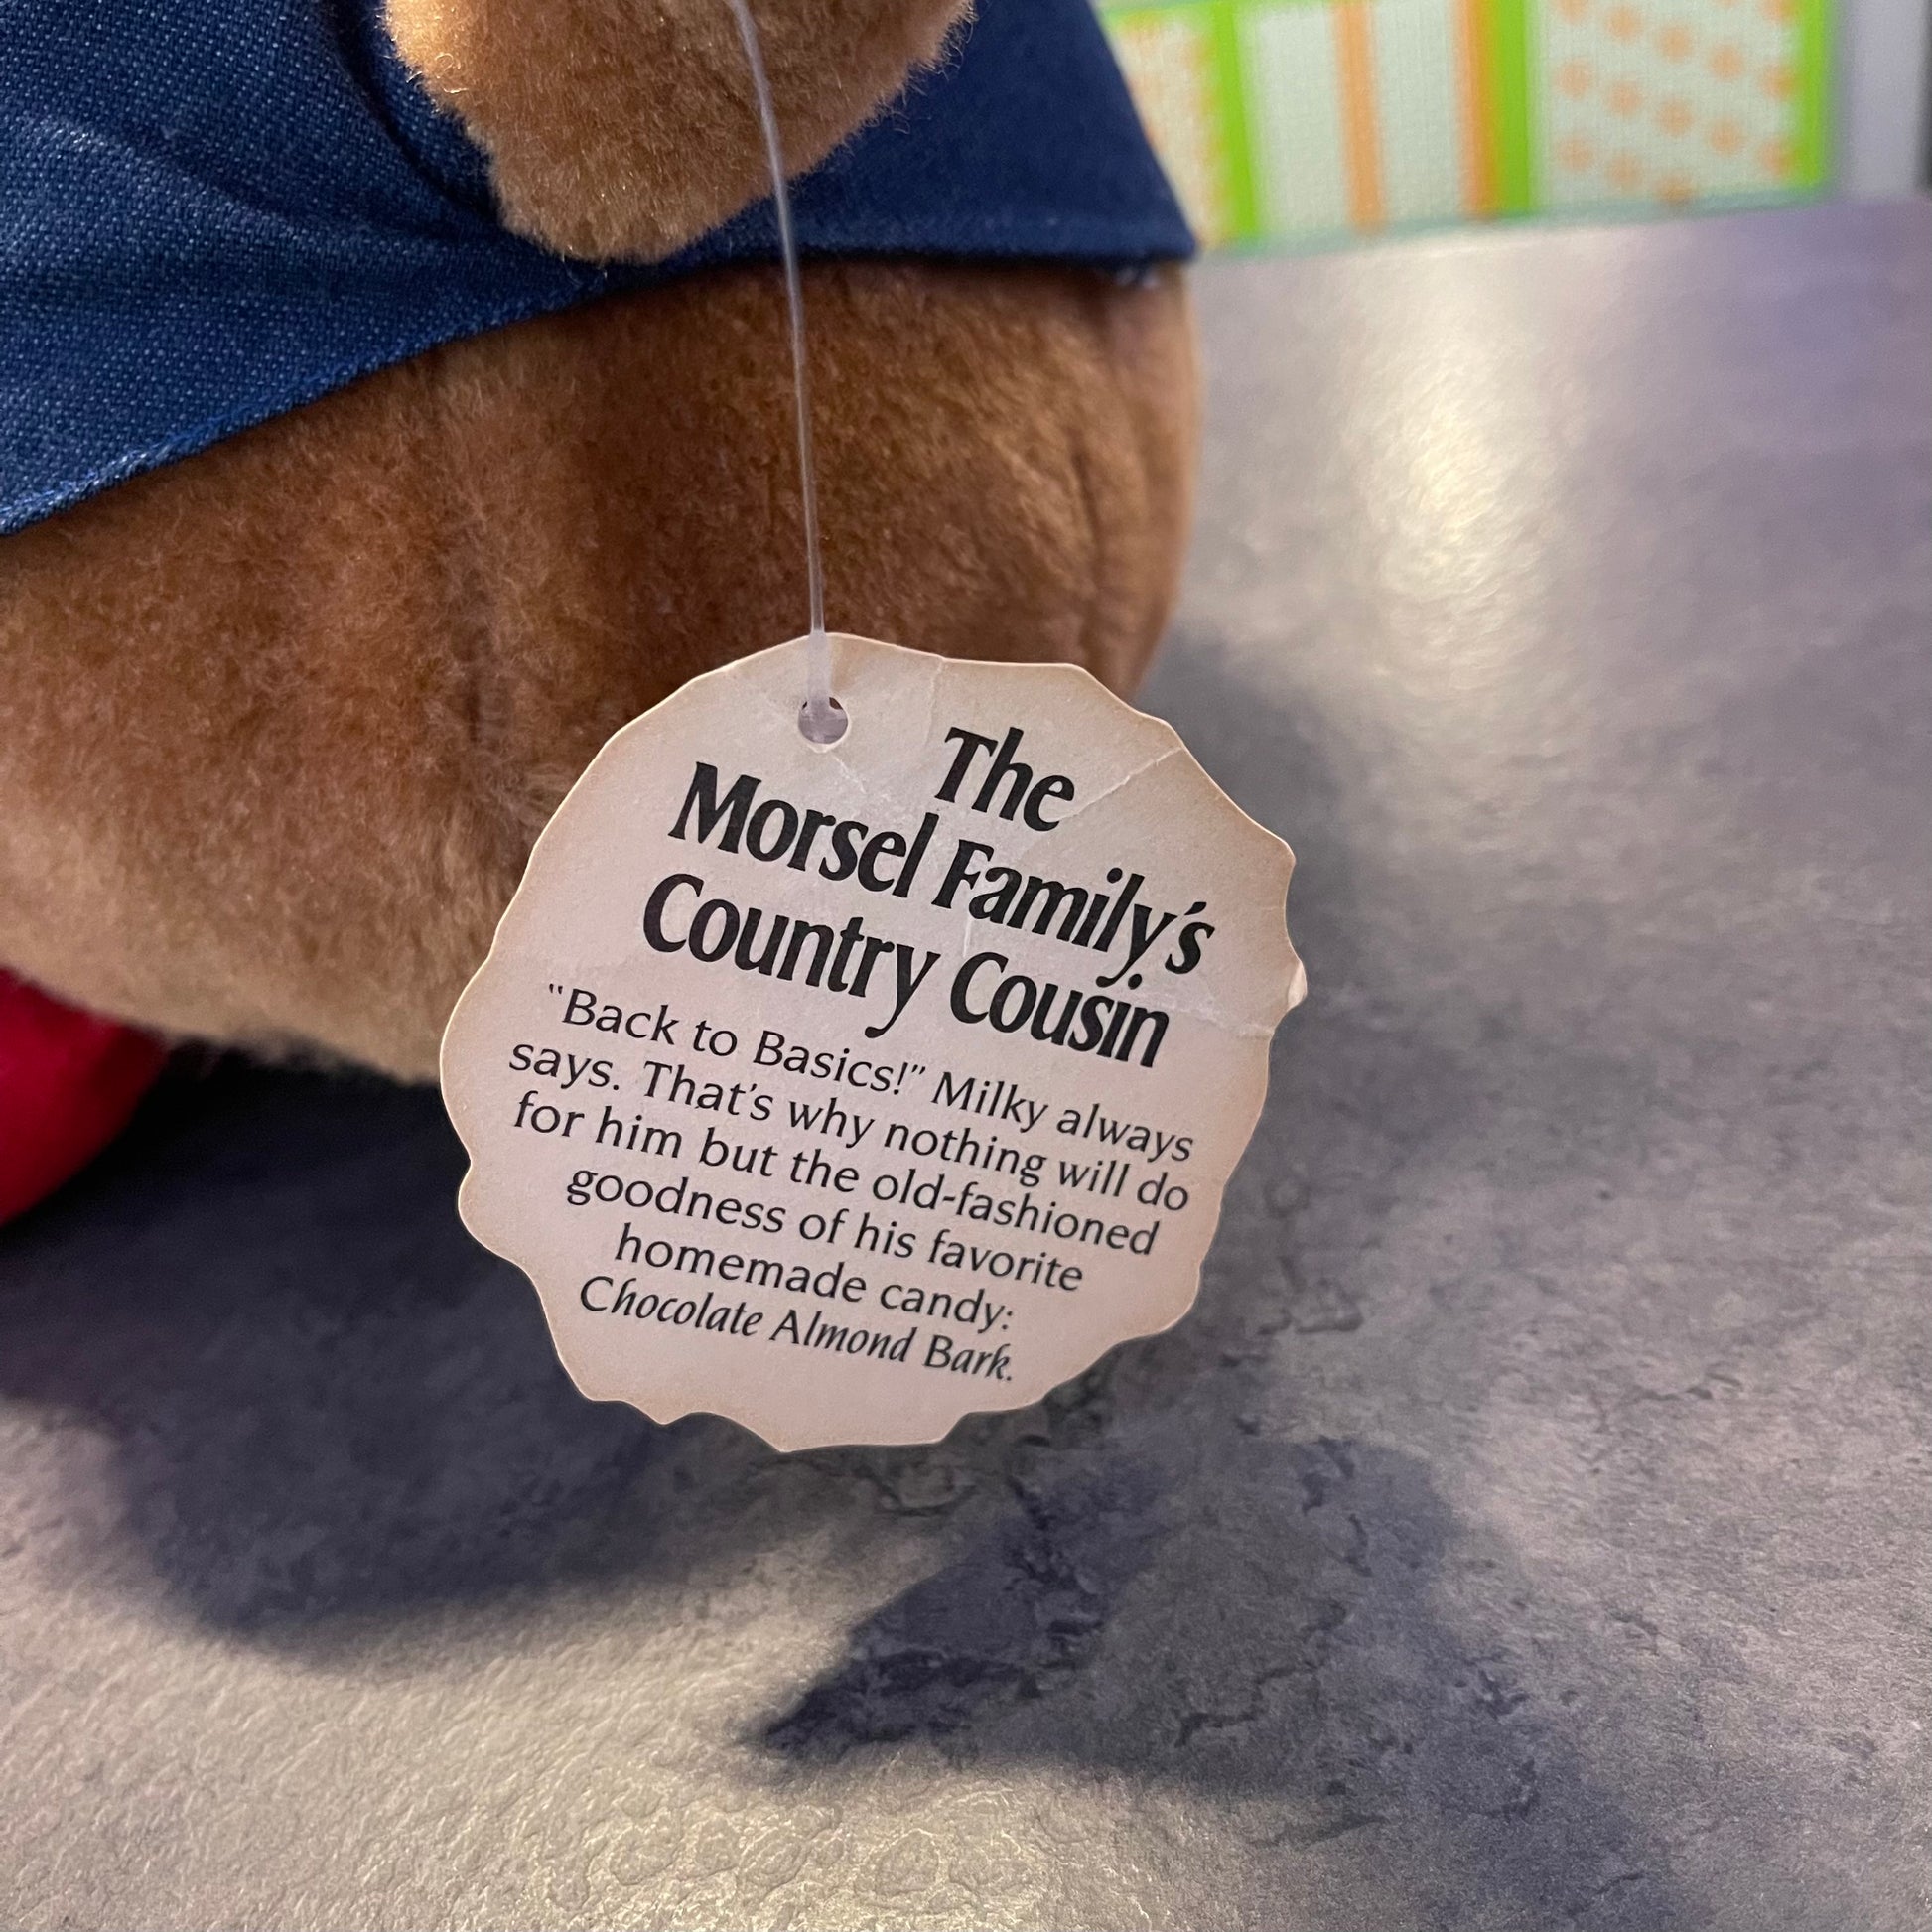 The
Morsel Family's
Country Cousin
"Back to Basics!" Milky always
says. That's why nothing will do
for him but the old-fashioned
goodness of his favorite
homemade candy:
Chocolate Almond Bark.